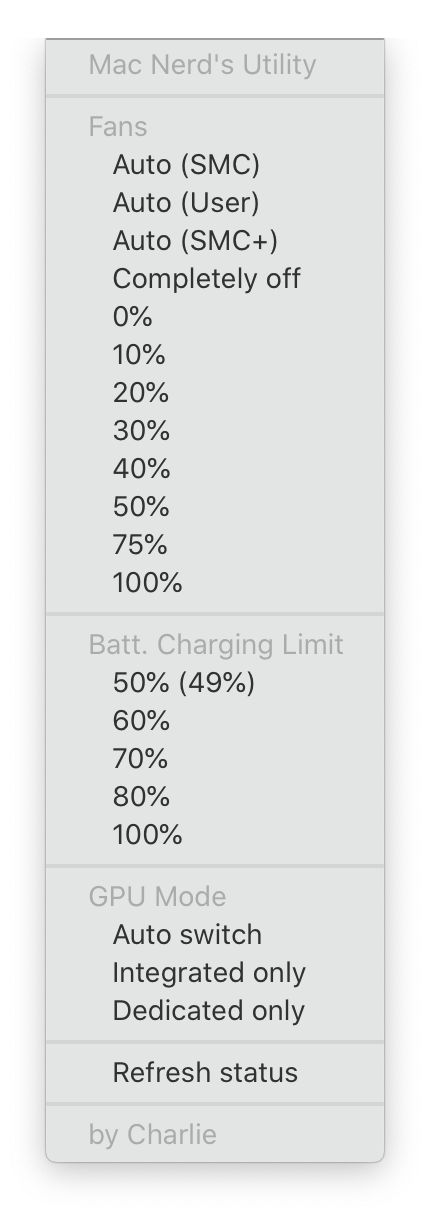 Mac Nerd's Utility
Fans
Auto (SMC)
Auto (User)
Auto (SMC+)
Completely off
0%
10%
20%
30%
40%
50%
75%
100%
Batt. Charging Limit
50% (49%)
60%
70%
80%
100%
GPU Mode
Auto switch
Integrated only
Dedicated only
Refresh status
by Charlie